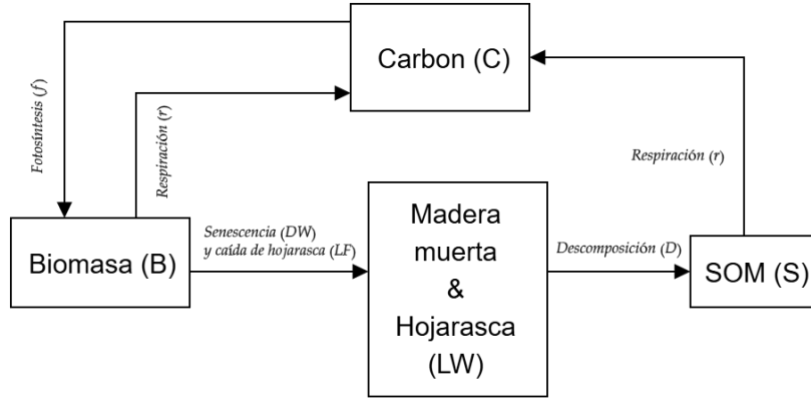 Carbon (C)
Fotosíntesis (f)
Respiración (r)
Respiración (r)
Biomasa (B)
Senescencia (DW)
y caída de hojarasca (LF)
Madera
muerta
&
Hojarasca
(LW)
Descomposición (D)
SOM (S)